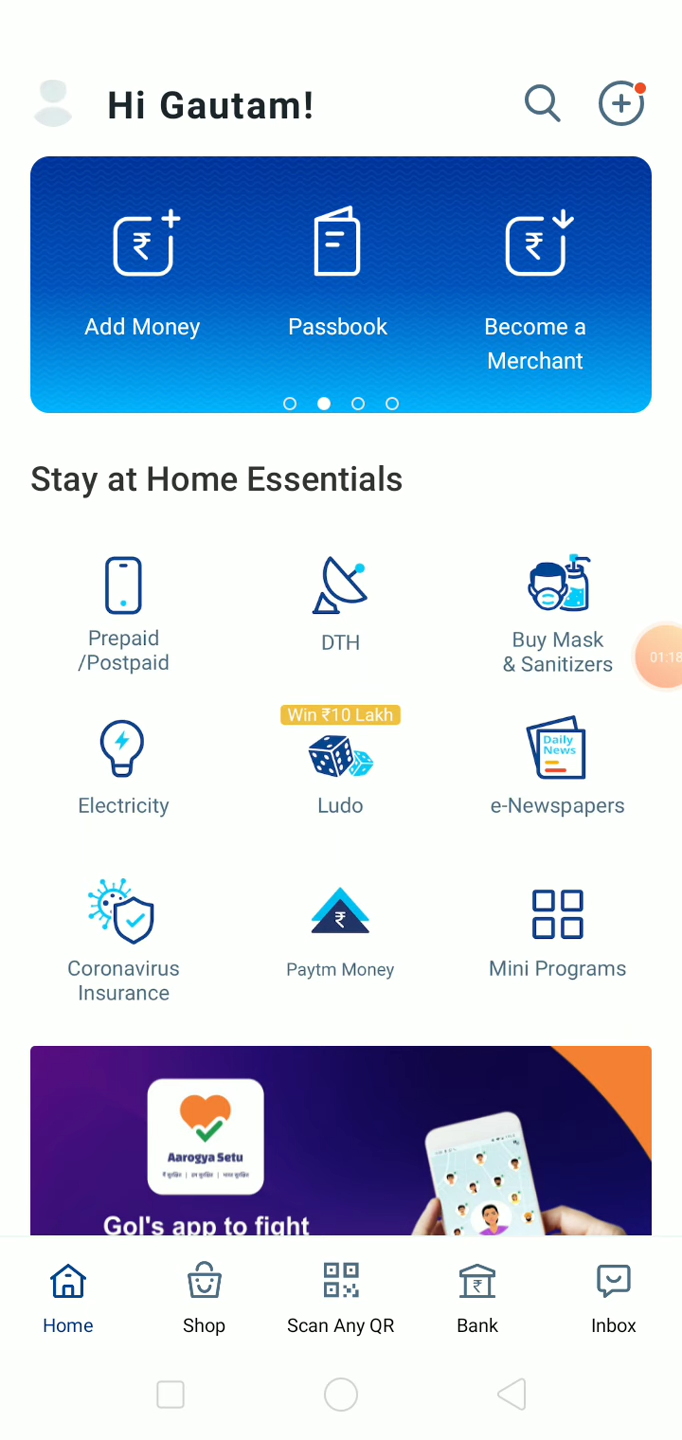 Hi Gautam!
Add Money
Passbook
Become a
Merchant
Stay at Home Essentials
Prepaid
/Postpaid
DTH
Buy Mask
& Sanitizers
01:18
Electricity
Win ₹10 Lakh
Ludo
Daily
News
e-Newspapers
Coronavirus
Insurance
₹
Paytm Money
Mini Programs
Aarogya Setu
GoI's app to fight
Home
Shop
Scan Any QR
Bank
Inbox